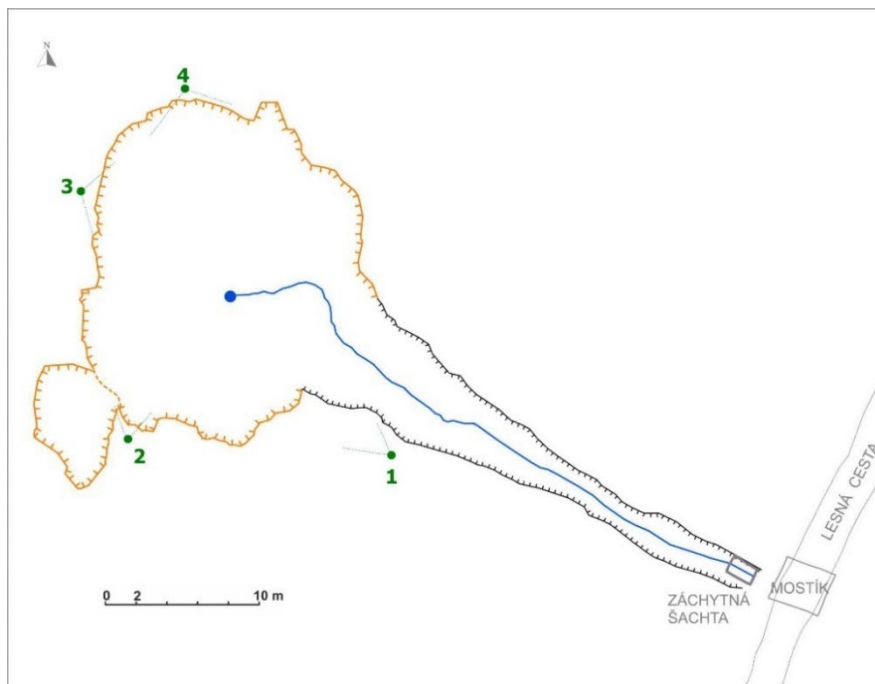 N
4
3
2
1
0 2 10 m
ZÁCHYTNÁ
ŠACHTA
MOSTÍK
LESNÁ CESTA